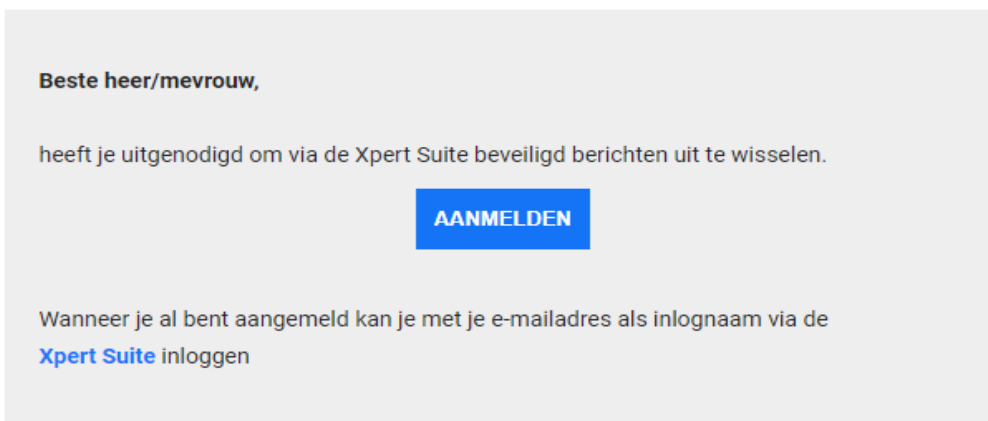 Beste heer/mevrouw,
heeft je uitgenodigd om via de Xpert Suite beveiligd berichten uit te wisselen.
AANMELDEN
Wanneer je al bent aangemeld kan je met je e-mailadres als inlognaam via de
Xpert Suite inloggen